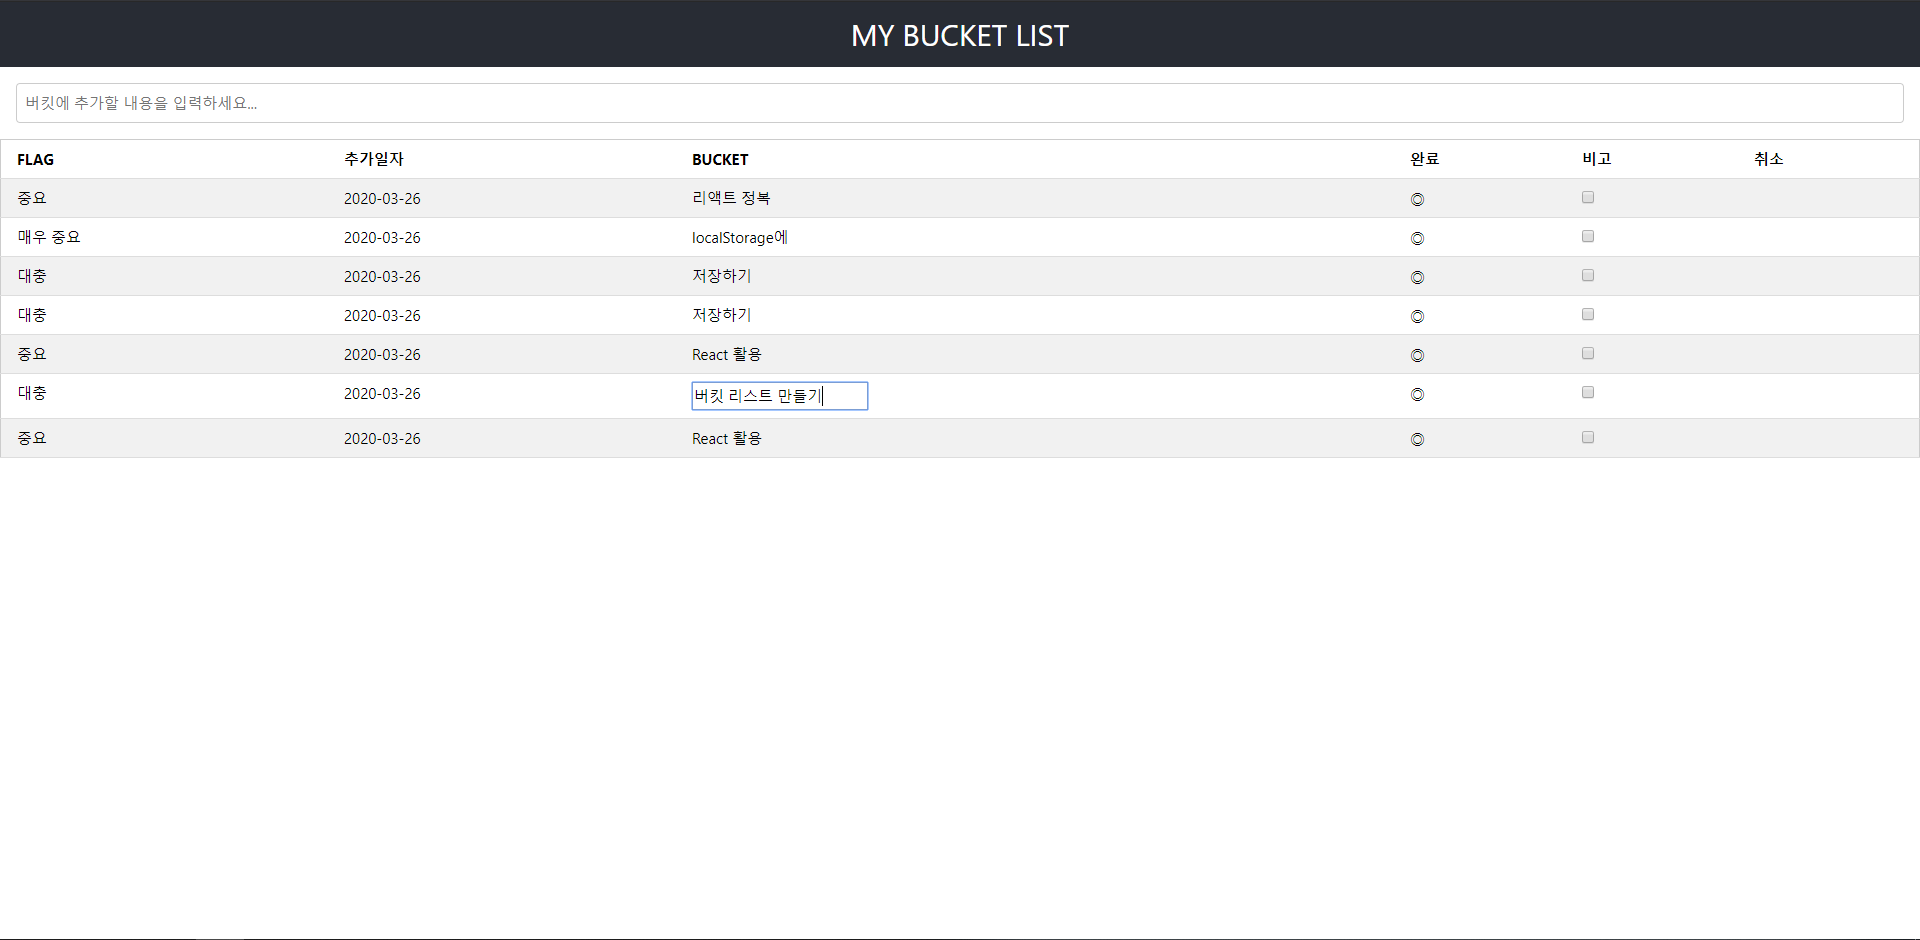 MY BUCKET LIST
버킷에 추가할 내용을 입력하세요...
FLAG 추가일자 BUCKET 완료 비고 취소
중요 2020-03-26 리액트 정복 ◎
매우 중요 2020-03-26 localStorage에 ◎
대충 2020-03-26 저장하기 ◎
대충 2020-03-26 저장하기 ◎
중요 2020-03-26 React 활용 ◎
대충 2020-03-26 버킷 리스트 만들기 ◎
중요 2020-03-26 React 활용 ◎